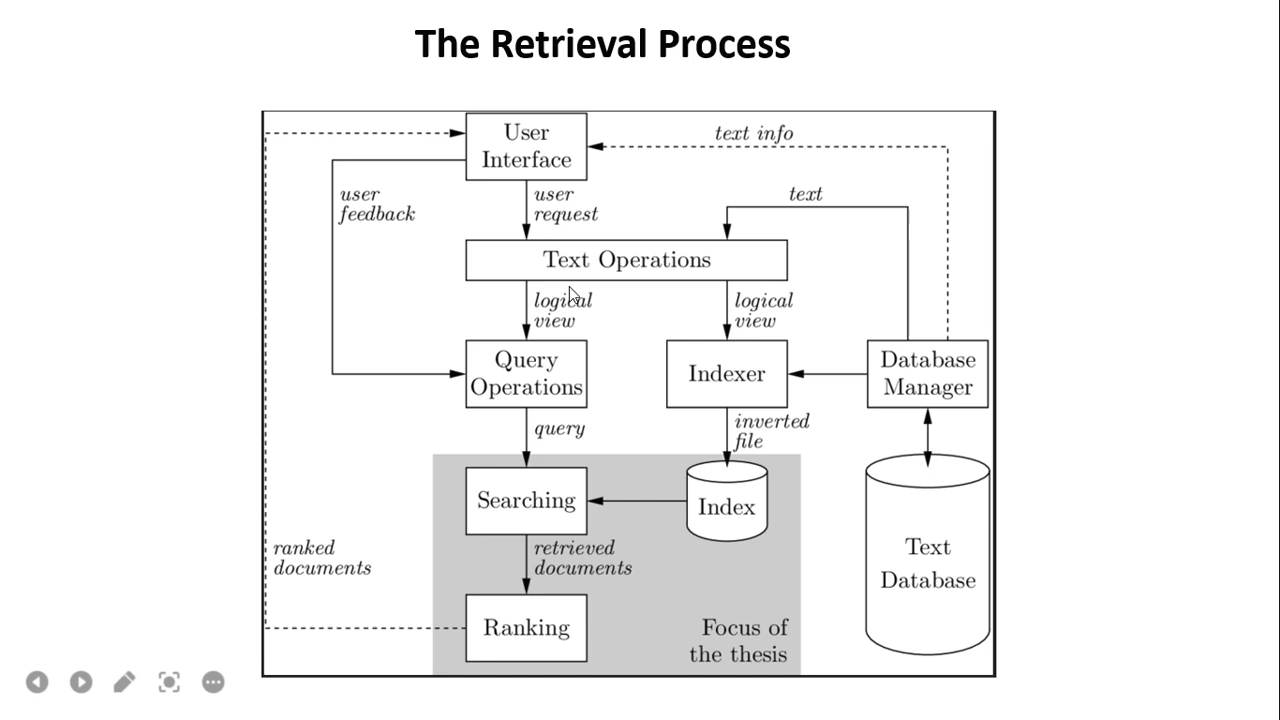 The Retrieval Process
User
Interface
text info
user
feedback
user
request
text
Text Operations
logical
view
logical
view
Query
Operations
Indexer
Database
Manager
query
inverted
file
Searching
Index
Text
Database
ranked
documents
retrieved
documents
Ranking
Focus of
the thesis